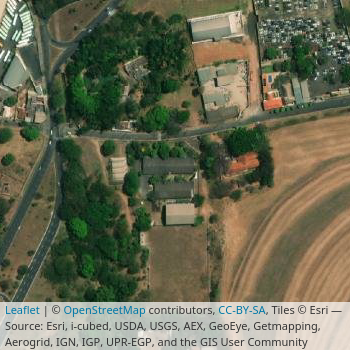 Leaflet | © OpenStreetMap contributors, CC-BY-SA, Tiles © Esri —
Source: Esri, i-cubed, USDA, USGS, AEX, GeoEye, Getmapping,
Aerogrid, IGN, IGP, UPR-EGP, and the GIS User Community